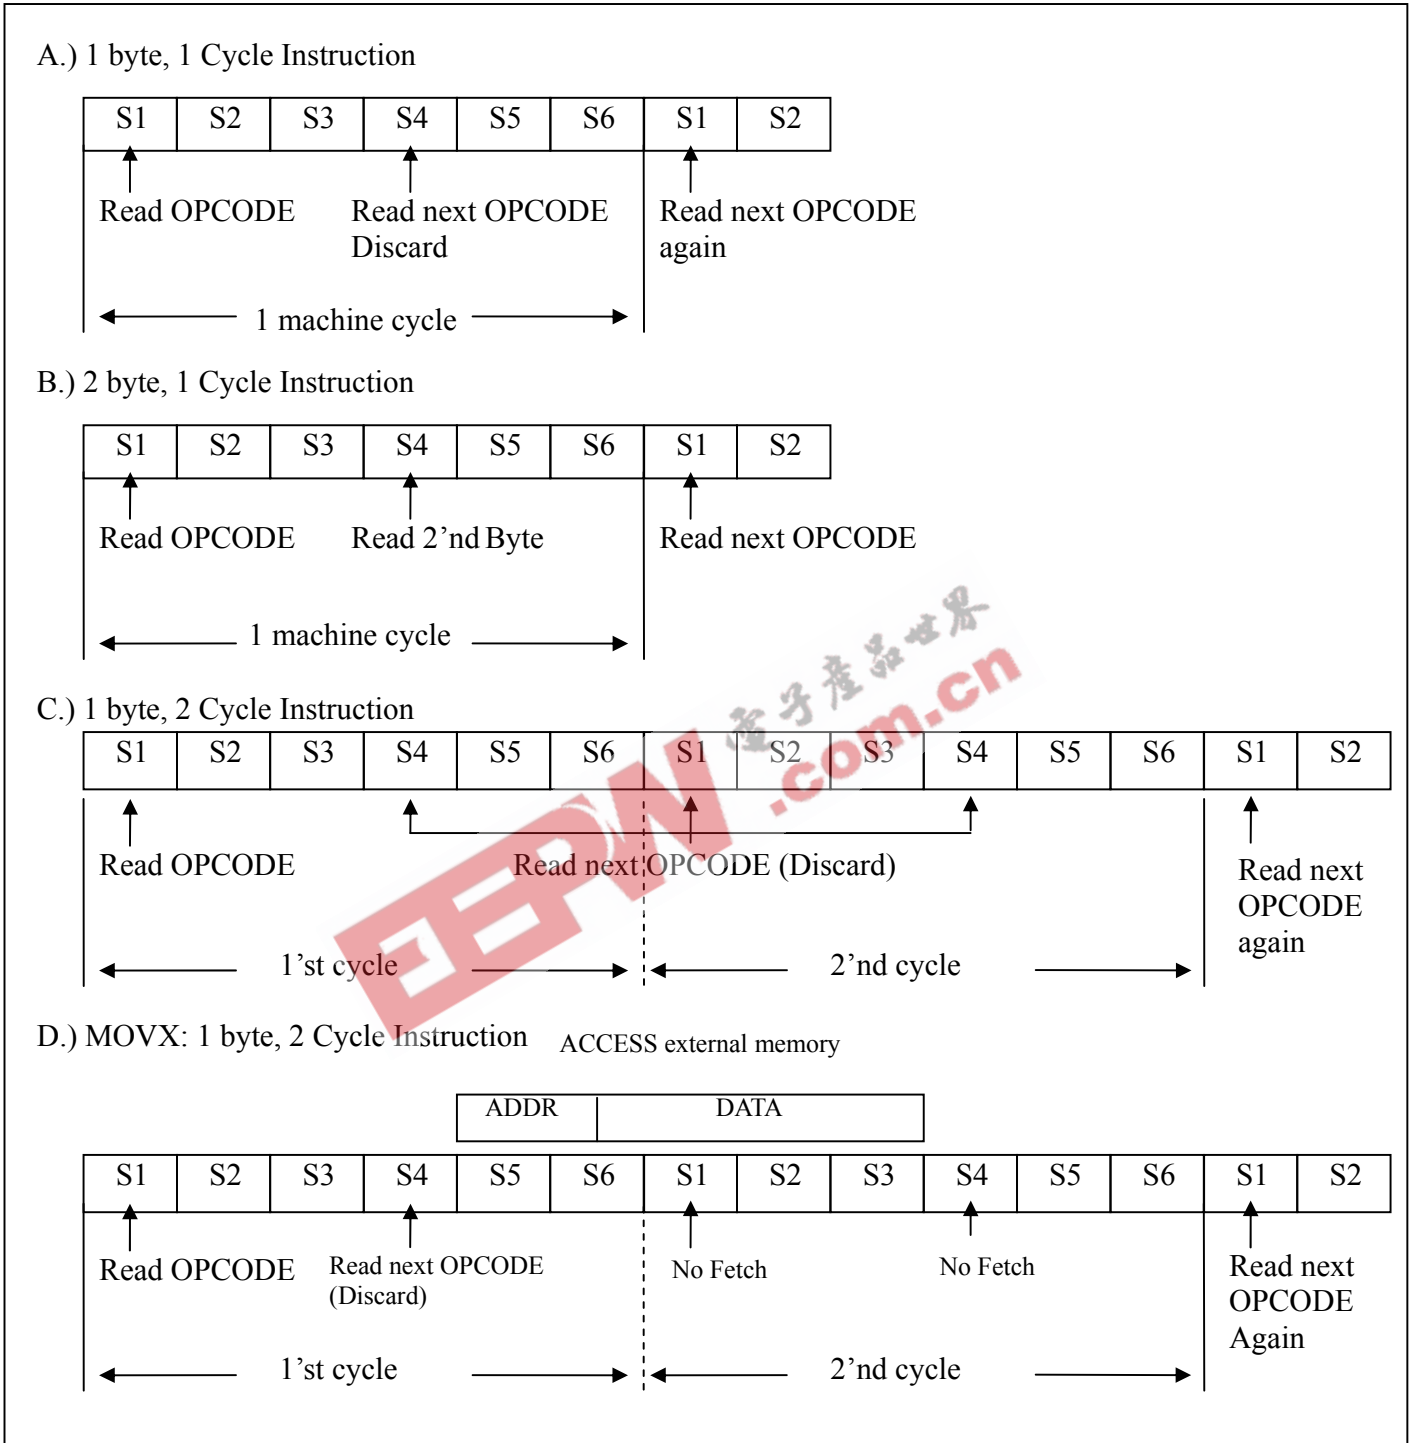 A.) 1 byte, 1 Cycle Instruction
S1 S2 S3 S4 S5 S6 S1 S2
Read OPCODE Read next OPCODE Read next OPCODE
Discard again
1 machine cycle
B.) 2 byte, 1 Cycle Instruction
S1 S2 S3 S4 S5 S6 S1 S2
Read OPCODE Read 2’nd Byte Read next OPCODE
1 machine cycle
電子產品世界
EEPW .com.cn
C.) 1 byte, 2 Cycle Instruction
S1 S2 S3 S4 S5 S6 S1 S2 S3 S4 S5 S6 S1 S2
Read OPCODE Read next OPCODE (Discard) Read next
OPCODE
again
1’st cycle 2’nd cycle
D.) MOVX: 1 byte, 2 Cycle Instruction ACCESS external memory
ADDR DATA
S1 S2 S3 S4 S5 S6 S1 S2 S3 S4 S5 S6 S1 S2
Read OPCODE Read next OPCODE No Fetch No Fetch Read next
(Discard) OPCODE
Again
1’st cycle 2’nd cycle